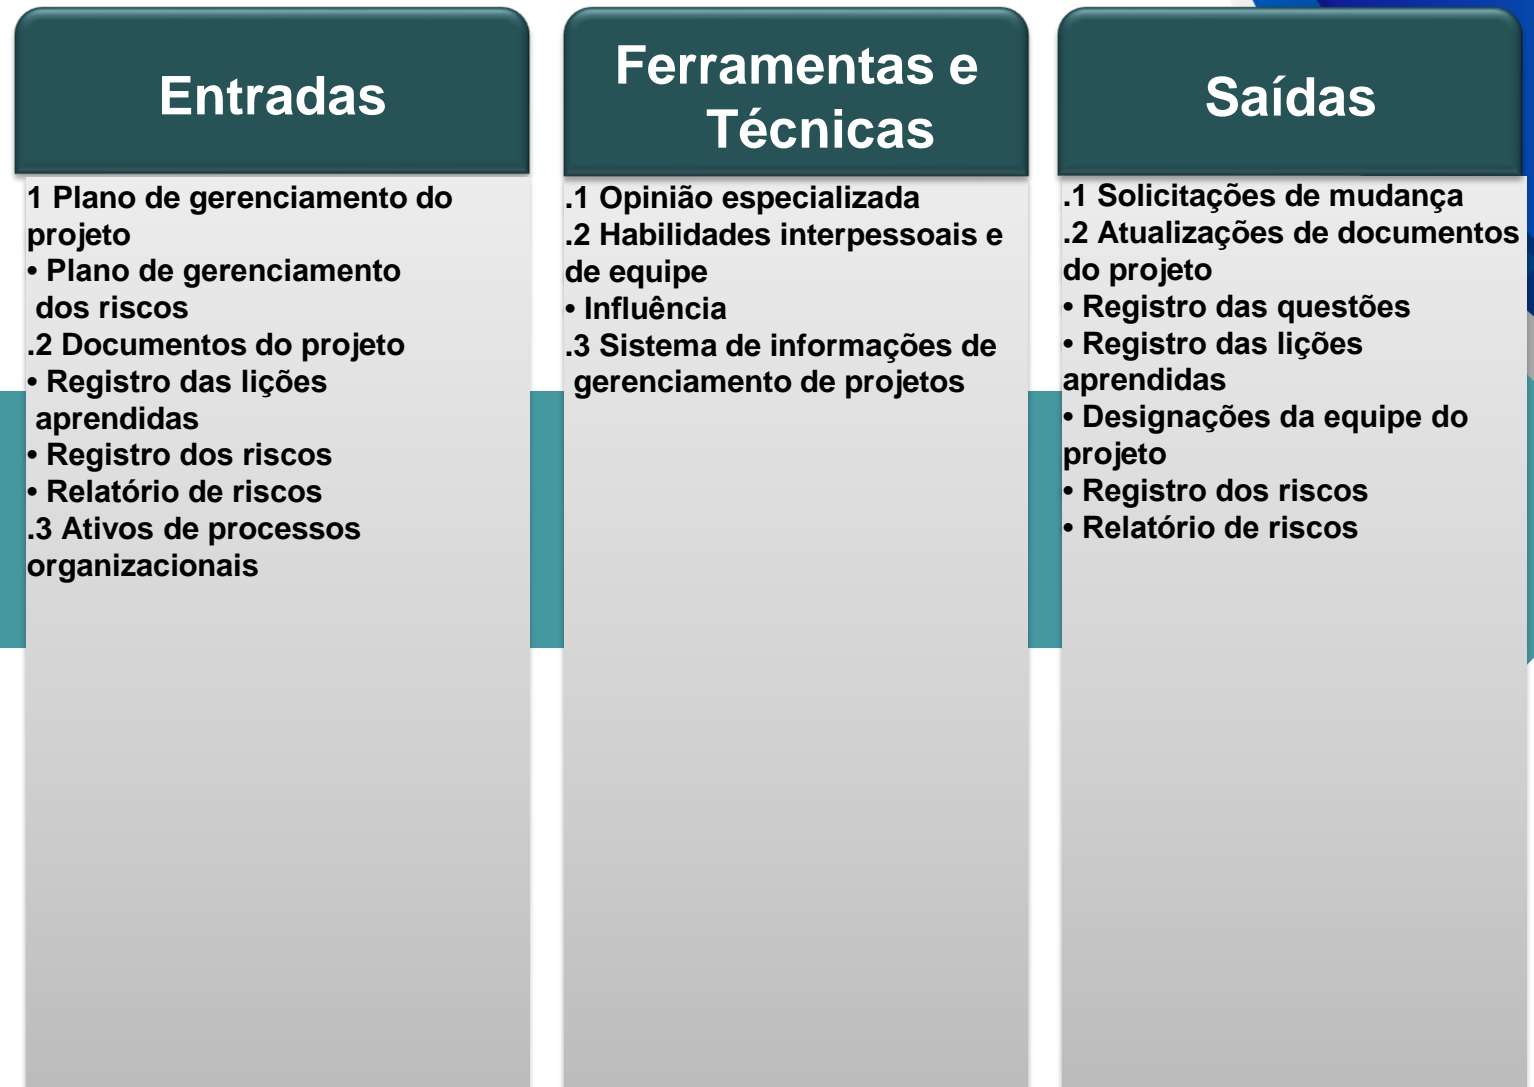 Entradas
1 Plano de gerenciamento do
projeto
• Plano de gerenciamento
dos riscos
.2 Documentos do projeto
• Registro das lições
aprendidas
• Registro dos riscos
• Relatório de riscos
.3 Ativos de processos
organizacionais
Ferramentas e
Técnicas
.1 Opinião especializada
.2 Habilidades interpessoais e
de equipe
• Influência
.3 Sistema de informações de
gerenciamento de projetos
Saídas
.1 Solicitações de mudança
.2 Atualizações de documentos
do projeto
• Registro das questões
• Registro das lições
aprendidas
• Designações da equipe do
projeto
• Registro dos riscos
• Relatório de riscos